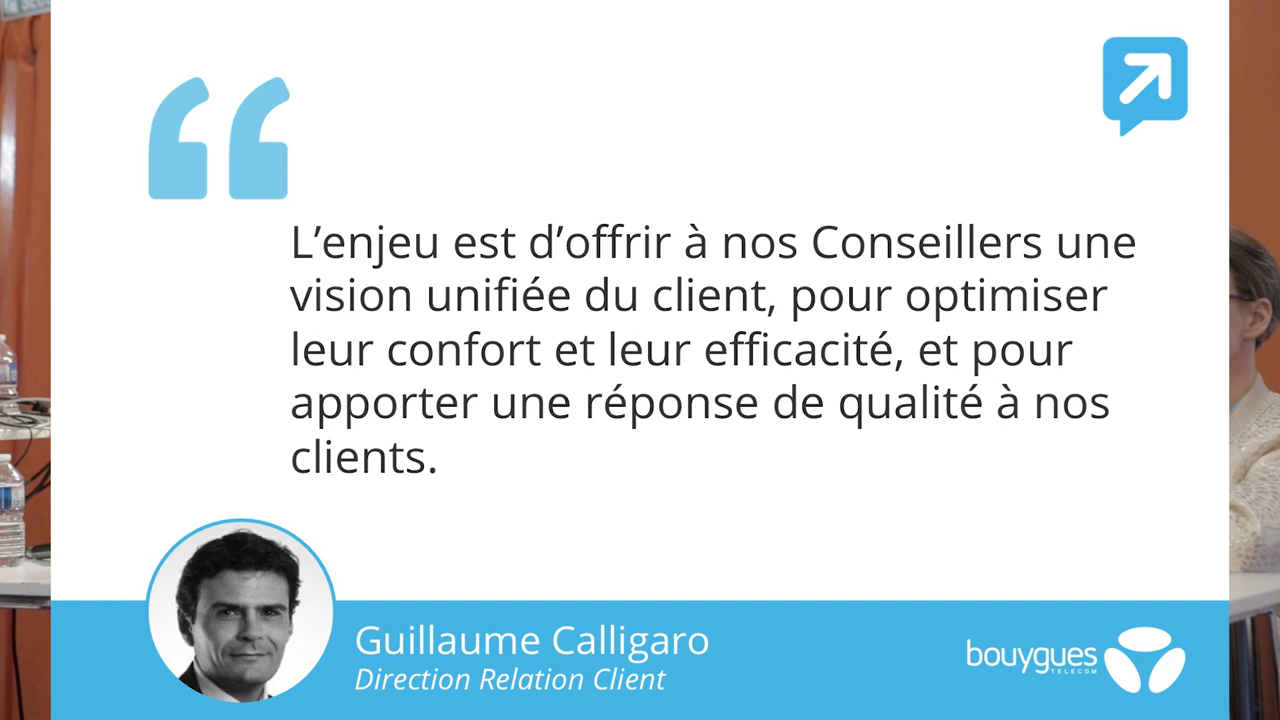 L’enjeu est d’offrir à nos Conseillers une
vision unifiée du client, pour optimiser
leur confort et leur efficacité, et pour
apporter une réponse de qualité à nos
clients.
Guillaume Calligaro
Direction Relation Client
bouygues
TELECOM